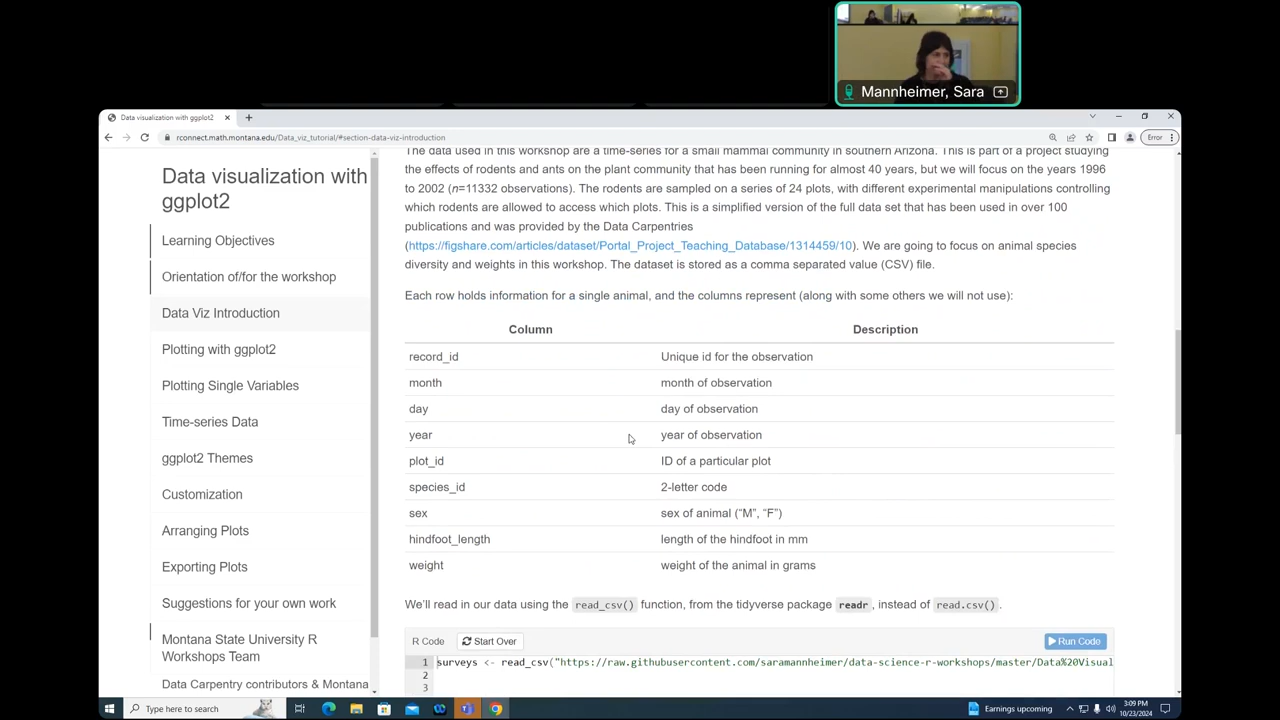 Mannheimer, Sara
Data visualization with ggplot2
rconnect.math.montana.edu/Data_viz_tutorial/#section-data-viz-introduction
Error
Data visualization with
ggplot2
Learning Objectives
Orientation of/for the workshop
Data Viz Introduction
Plotting with ggplot2
Plotting Single Variables
Time-series Data
ggplot2 Themes
Customization
Arranging Plots
Exporting Plots
Suggestions for your own work
Montana State University R
Workshops Team
Data Carpentry contributors & Montana
The data used in this workshop are a time-series for a small mammal community in southern Arizona. This is part of a project studying
the effects of rodents and ants on the plant community that has been running for almost 40 years, but we will focus on the years 1996
to 2002 (n=11332 observations). The rodents are sampled on a series of 24 plots, with different experimental manipulations controlling
which rodents are allowed to access which plots. This is a simplified version of the full data set that has been used in over 100
publications and was provided by the Data Carpentries
(https://figshare.com/articles/dataset/Portal_Project_Teaching_Database/1314459/10). We are going to focus on animal species
diversity and weights in this workshop. The dataset is stored as a comma separated value (CSV) file.
Each row holds information for a single animal, and the columns represent (along with some others we will not use):
Column Description
record_id Unique id for the observation
month month of observation
day day of observation
year year of observation
plot_id ID of a particular plot
species_id 2-letter code
sex sex of animal (“M”, “F”)
hindfoot_length length of the hindfoot in mm
weight weight of the animal in grams
We’ll read in our data using the read_csv() function, from the tidyverse package readr, instead of read.csv().
R Code Start Over Run Code
1 surveys <- read_csv("https://raw.githubusercontent.com/saramannheimer/data-science-r-workshops/master/Data%20Visual
2
3
Type here to search
Earnings upcoming
3:09 PM
10/23/2024